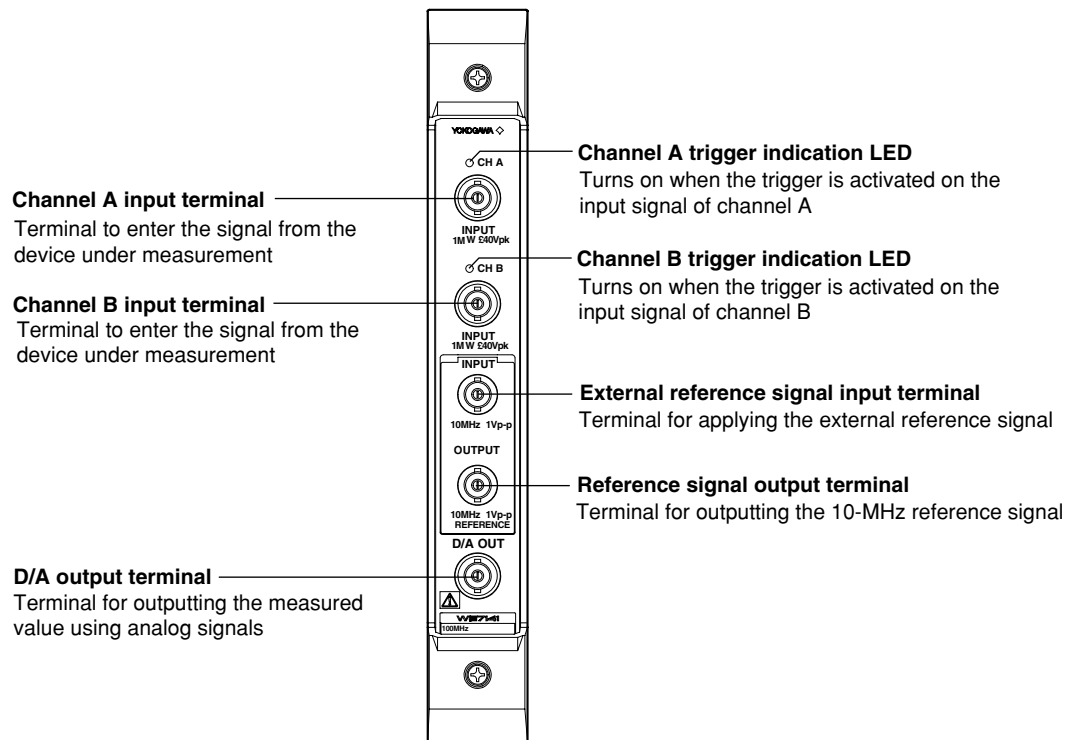 YOKOGAWA
CH A
INPUT
1M W £40Vpk
CH B
INPUT
1M W £40Vpk
INPUT
10MHz 1Vp-p
OUTPUT
10MHz 1Vp-p
REFERENCE
D/A OUT
WE7141
100MHz
Channel A input terminal
Terminal to enter the signal from the
device under measurement
Channel B input terminal
Terminal to enter the signal from the
device under measurement
D/A output terminal
Terminal for outputting the measured
value using analog signals
Channel A trigger indication LED
Turns on when the trigger is activated on the
input signal of channel A
Channel B trigger indication LED
Turns on when the trigger is activated on the
input signal of channel B
External reference signal input terminal
Terminal for applying the external reference signal
Reference signal output terminal
Terminal for outputting the 10-MHz reference signal